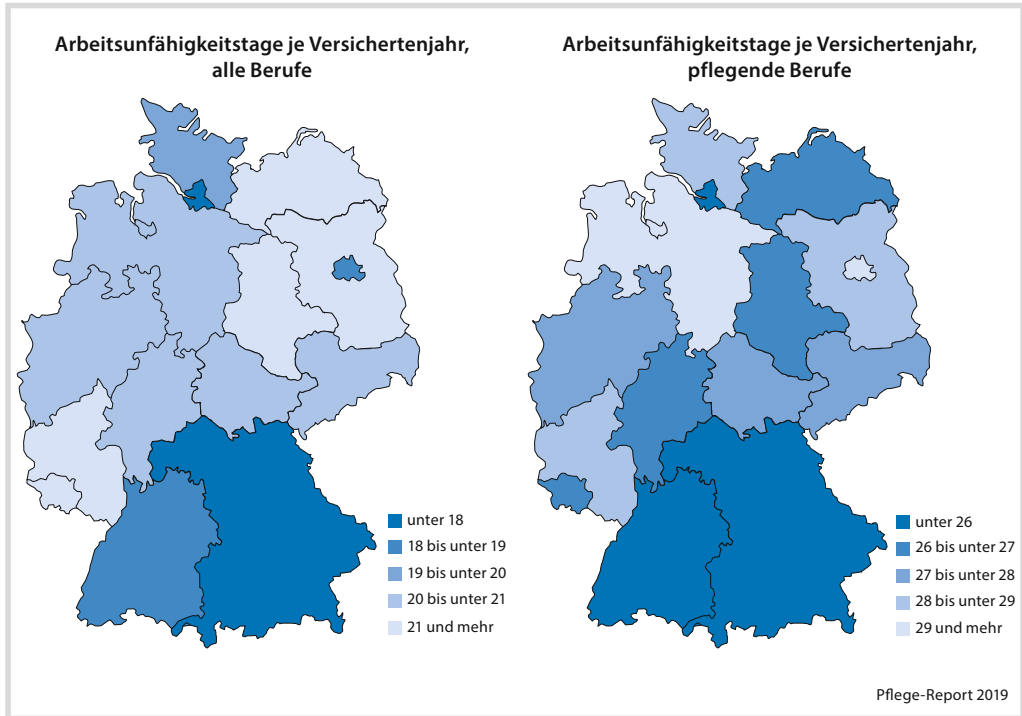 Arbeitsunfähigkeitstage je Versichertenjahr,
alle Berufe
unter 18
18 bis unter 19
19 bis unter 20
20 bis unter 21
21 und mehr
Arbeitsunfähigkeitstage je Versichertenjahr,
pflegende Berufe
unter 26
26 bis unter 27
27 bis unter 28
28 bis unter 29
29 und mehr
Pflege-Report 2019